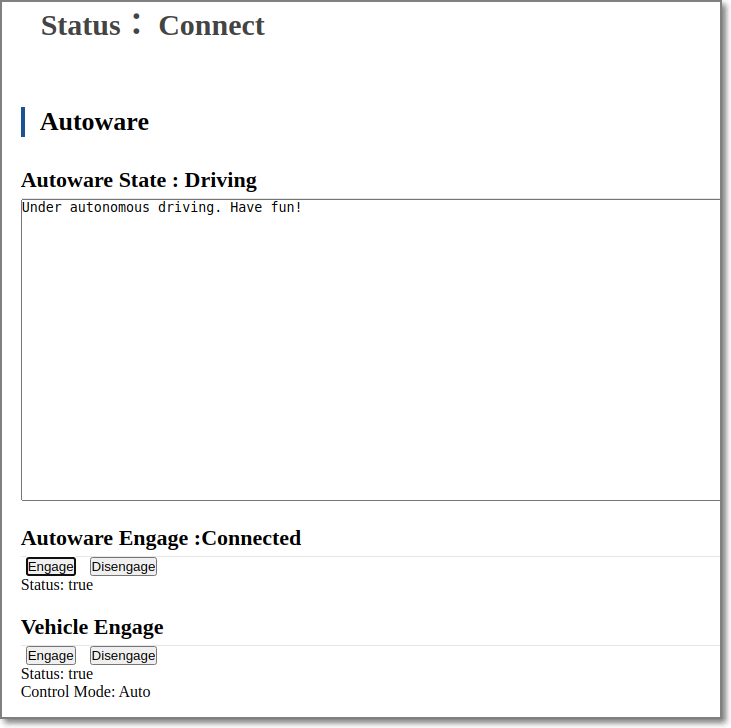 Status： Connect
Autoware
Autoware State : Driving
Under autonomous driving. Have fun!
Autoware Engage :Connected
Engage Disengage
Status: true
Vehicle Engage
Engage Disengage
Status: true
Control Mode: Auto